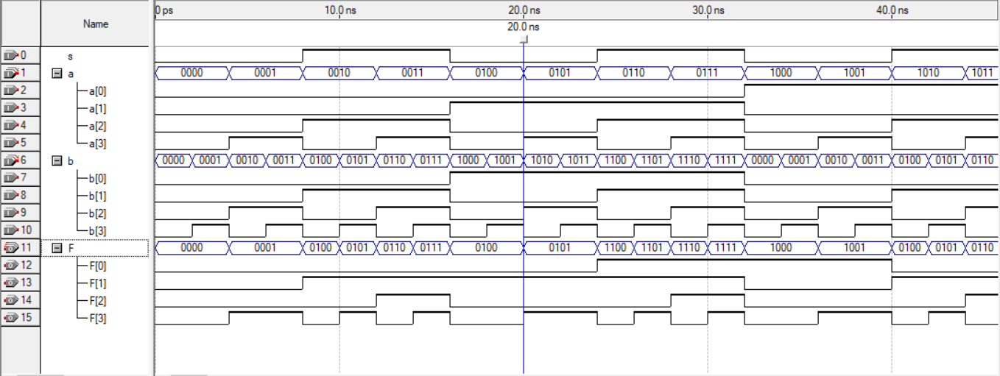 0 ps 10.0 ns 20.0 ns 30.0 ns 40.0 ns
Name
20.0 ns
0 s
1 a 0000 0001 0010 0011 0100 0101 0110 0111 1000 1001 1010 1011
2 a[0]
3 a[1]
4 a[2]
5 a[3]
6 b 0000 0001 0010 0011 0100 0101 0110 0111 1000 1001 1010 1011 1100 1101 1110 1111 0000 0001 0010 0011 0100 0101 0110
7 b[0]
8 b[1]
9 b[2]
10 b[3]
11 F 0000 0001 0100 0101 0110 0111 0100 0101 1100 1101 1110 1111 1000 1001 0100 0101 0110
12 F[0]
13 F[1]
14 F[2]
15 F[3]